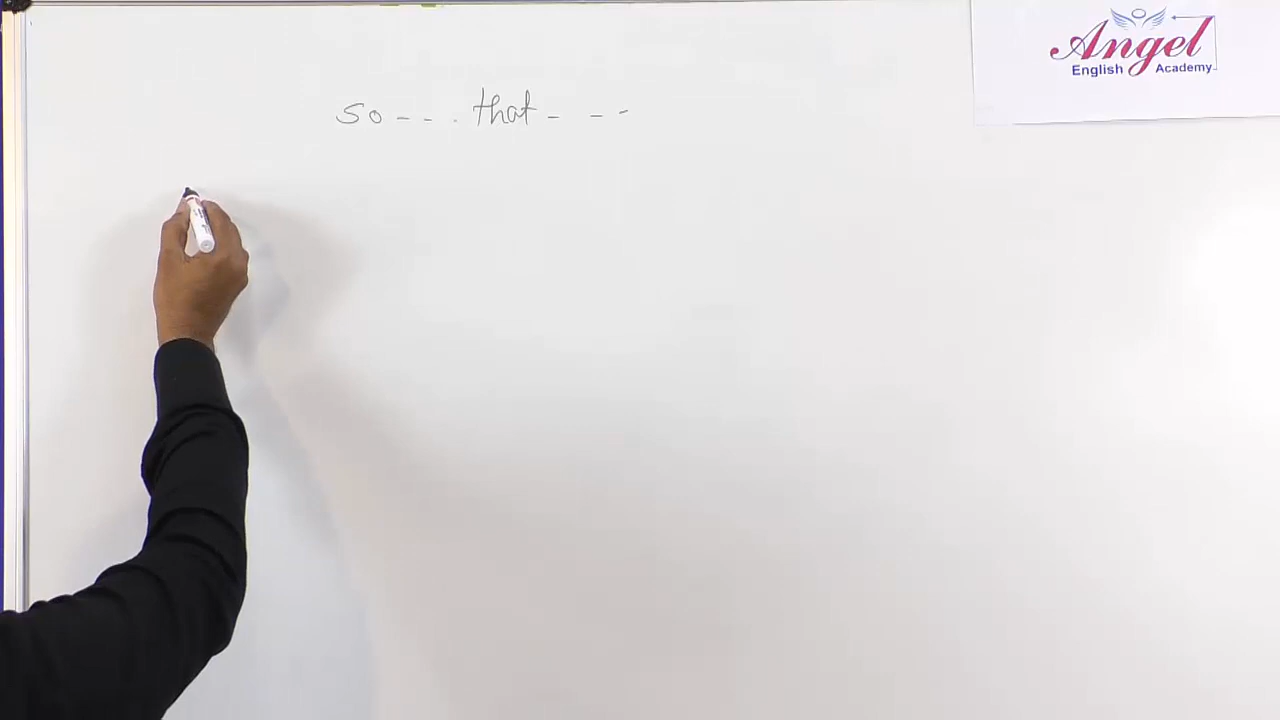 Angel
English Academy
so - - . that - - -